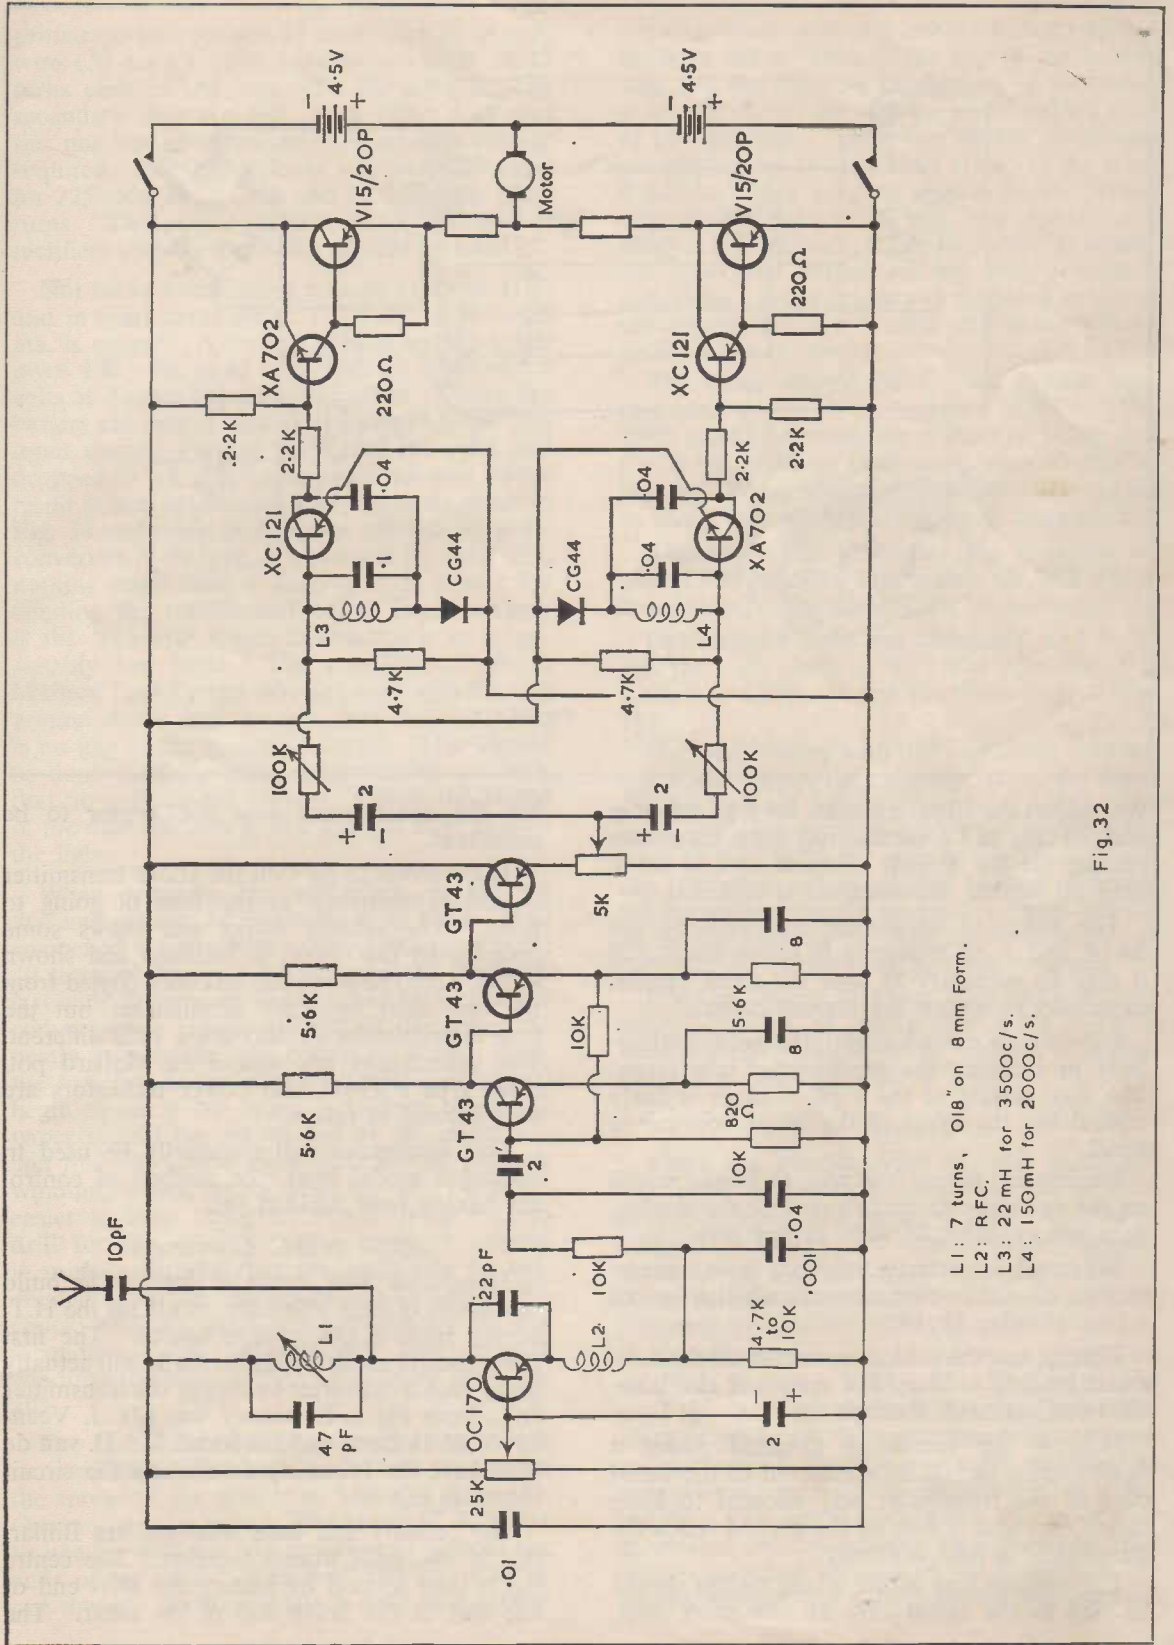 10pF
47
pF
L1
OC170
25K
.01
22pF
L2
10K
4.7K
to
10K
.001
.04
2
-
+
2
GT43
GT43
GT43
5.6K
5.6K
10K
10K
820
Ω
8
5.6K
8
5K
+
2
-
+
2
-
100K
100K
4.7K
4.7K
L3
L4
.1
.04
CG44
CG44
.04
.04
XC121
XA702
2.2K
2.2K
2.2K
2.2K
XA702
XC121
220Ω
220Ω
V15/20P
V15/20P
Motor
-
4.5V
+
-
4.5V
+
L1: 7 turns, 018" on 8mm Form.
L2: RFC.
L3: 22mH for 3500c/s.
L4: 150mH for 2000c/s.
Fig.32